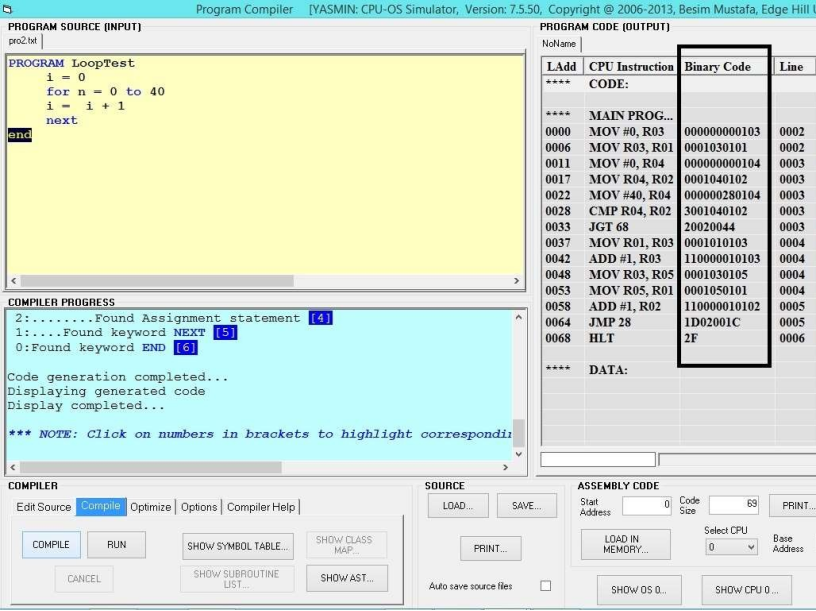 Program Compiler [YASMIN: CPU-OS Simulator, Version: 7.5.50, Copyright @ 2006-2013, Besim Mustafa, Edge Hill U
PROGRAM SOURCE (INPUT)
pro2.txt
PROGRAM LoopTest
i = 0
for n = 0 to 40
i = i + 1
next
end
COMPILER PROGRESS
2:........Found Assignment statement [4]
1:....Found keyword NEXT [5]
0:Found keyword END [6]
Code generation completed...
Displaying generated code
Display completed...
*** NOTE: Click on numbers in brackets to highlight correspondin
COMPILER
Edit Source Compile Optimize Options Compiler Help
COMPILE RUN SHOW SYMBOL TABLE... SHOW CLASS MAP...
CANCEL SHOW SUBROUTINE LIST... SHOW AST...
PROGRAM CODE (OUTPUT)
NoName
LAdd CPU Instruction Binary Code Line
**** CODE:
**** MAIN PROG...
0000 MOV #0, R03 000000000103 0002
0006 MOV R03, R01 0001030101 0002
0011 MOV #0, R04 000000000104 0003
0017 MOV R04, R02 0001040102 0003
0022 MOV #40, R04 000000280104 0003
0028 CMP R04, R02 3001040102 0003
0033 JGT 68 20020044 0003
0037 MOV R01, R03 0001010103 0004
0042 ADD #1, R03 110000010103 0004
0048 MOV R03, R05 0001030105 0004
0053 MOV R05, R01 0001050101 0004
0058 ADD #1, R02 110000010102 0005
0064 JMP 28 1D02001C 0005
0068 HLT 2F 0006
**** DATA:
SOURCE
LOAD... SAVE...
PRINT...
Auto save source files
ASSEMBLY CODE
Start Address 0 Code Size 69 PRINT...
LOAD IN MEMORY... Select CPU 0 Base Address
SHOW OS 0... SHOW CPU 0 ...